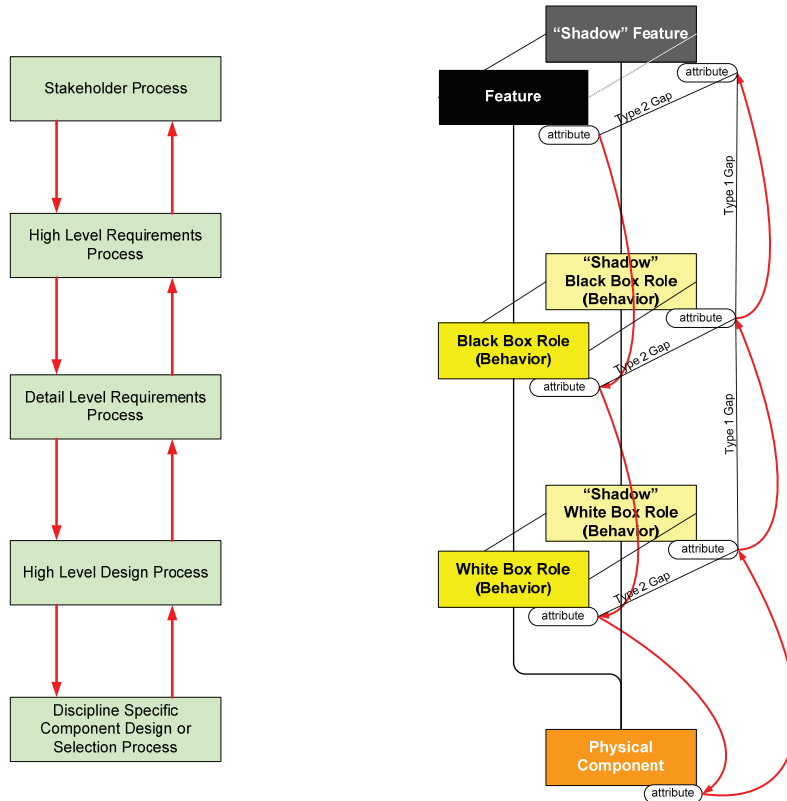 Stakeholder Process
High Level Requirements
Process
Detail Level Requirements
Process
High Level Design Process
Discipline Specific
Component Design or
Selection Process
“Shadow” Feature
attribute
Feature
attribute
Type 2 Gap
Type 1 Gap
“Shadow”
Black Box Role
(Behavior)
attribute
Black Box Role
(Behavior)
attribute
Type 2 Gap
Type 1 Gap
“Shadow”
White Box Role
(Behavior)
attribute
White Box Role
(Behavior)
attribute
Type 2 Gap
Physical
Component
attribute